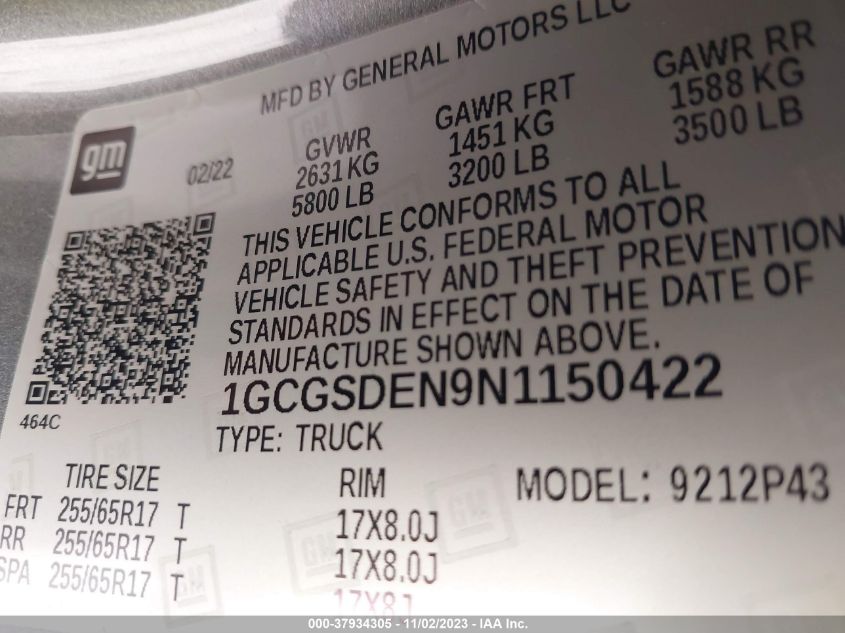 MFD BY GENERAL MOTORS LLC
gm
02/22
GVWR
2631 KG
5800 LB
GAWR FRT
1451 KG
3200 LB
GAWR RR
1588 KG
3500 LB
THIS VEHICLE CONFORMS TO ALL
APPLICABLE U.S. FEDERAL MOTOR
VEHICLE SAFETY AND THEFT PREVENTION
STANDARDS IN EFFECT ON THE DATE OF
MANUFACTURE SHOWN ABOVE.
1GCGSDEN9N1150422
464C
TYPE: TRUCK
MODEL: 9212P43
TIRE SIZE RIM
FRT 255/65R17 T 17X8.0J
RR 255/65R17 T 17X8.0J
SPA 255/65R17 T 17X8J
000-37934305 - 11/02/2023 - IAA Inc.